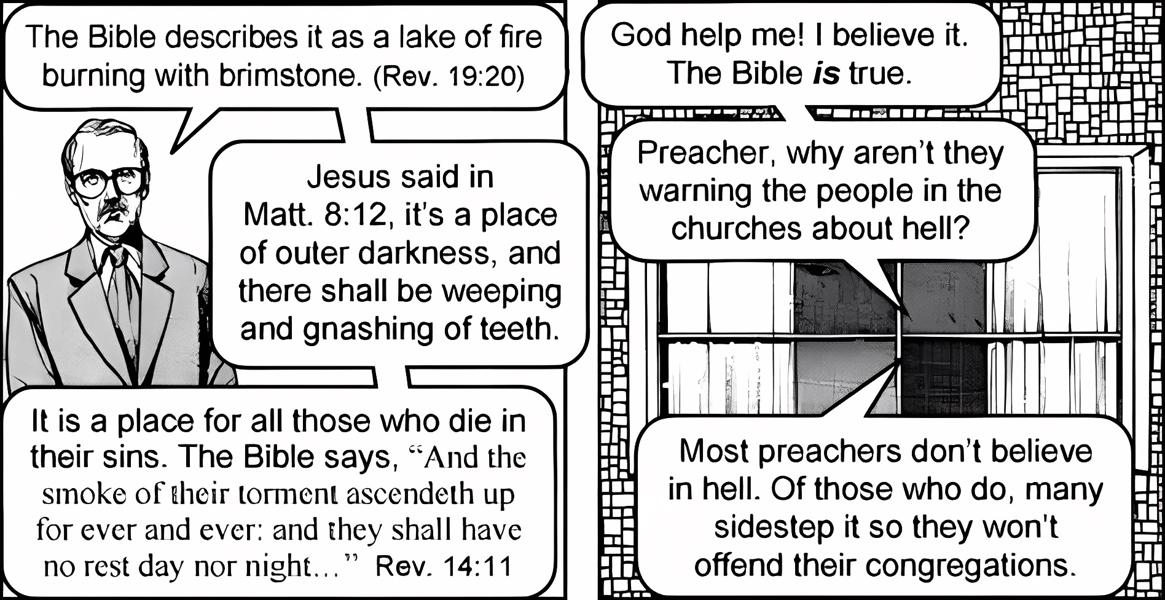 The Bible describes it as a lake of fire
burning with brimstone. (Rev. 19:20)
Jesus said in
Matt. 8:12, it's a place
of outer darkness, and
there shall be weeping
and gnashing of teeth.
It is a place for all those who die in
their sins. The Bible says, “And the
smoke of their torment ascendeth up
for ever and ever: and they shall have
no rest day nor night...” Rev. 14:11
God help me! I believe it.
The Bible is true.
Preacher, why aren't they
warning the people in the
churches about hell?
Most preachers don't believe
in hell. Of those who do, many
sidestep it so they won't
offend their congregations.